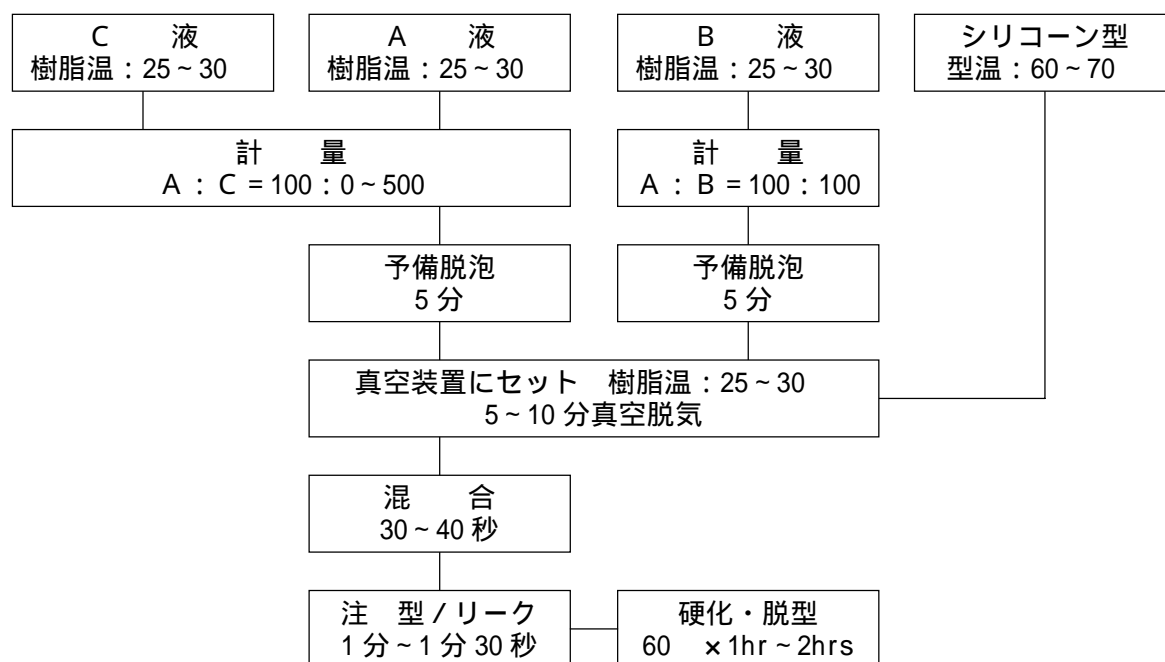 C 液
樹脂温：25～30
A 液
樹脂温：25～30
B 液
樹脂温：25～30
シリコーン型
型温：60～70
計 量
A：C＝100：0～500
計 量
A：B＝100：100
予備脱泡
5 分
予備脱泡
5 分
真空装置にセット 樹脂温：25～30
5～10 分真空脱気
混 合
30～40 秒
注 型／リーク
1 分～1 分 30 秒
硬化・脱型
60 ×1hr～2hrs